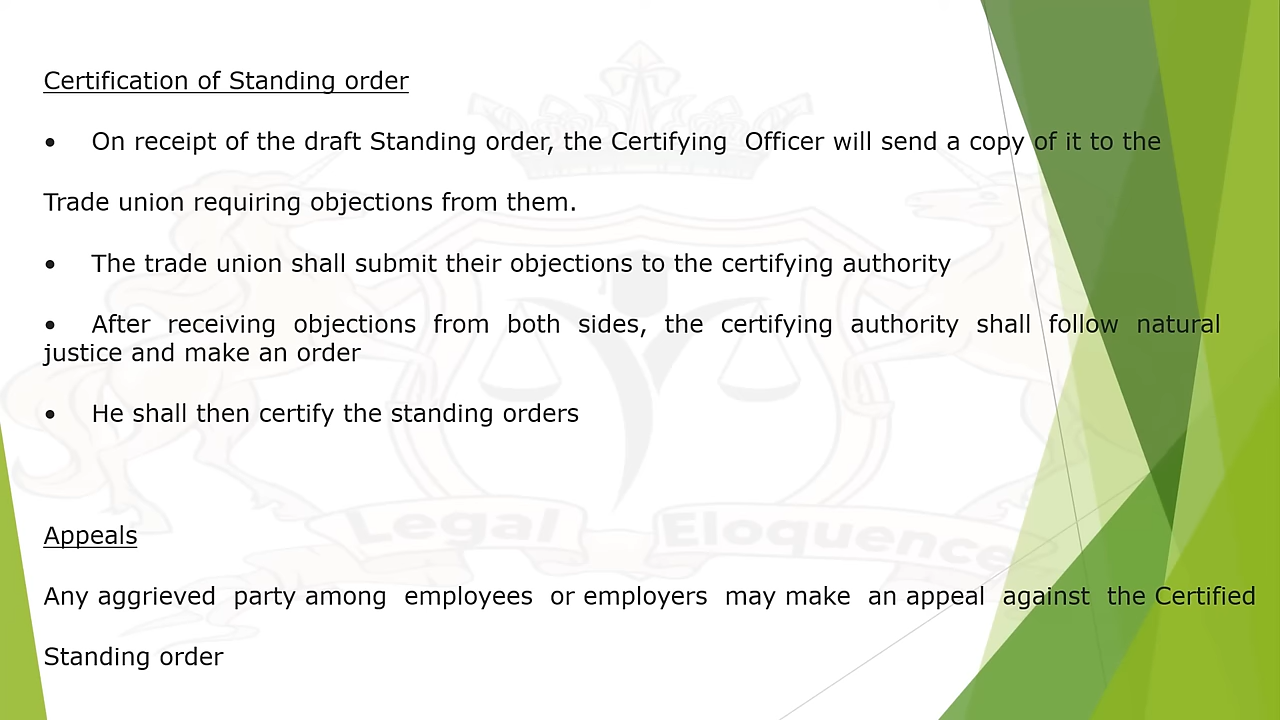 Certification of Standing order
• On receipt of the draft Standing order, the Certifying Officer will send a copy of it to the
Trade union requiring objections from them.
• The trade union shall submit their objections to the certifying authority
• After receiving objections from both sides, the certifying authority shall follow natural
justice and make an order
• He shall then certify the standing orders
Legal Eloquence
Appeals
Any aggrieved party among employees or employers may make an appeal against the Certified
Standing order